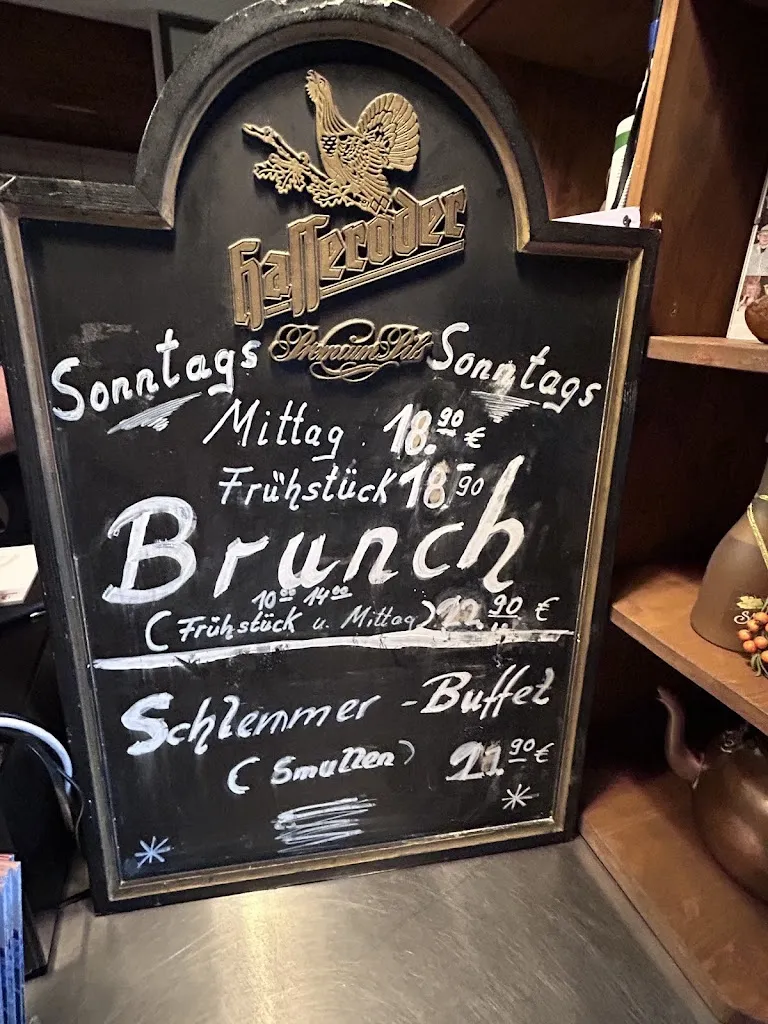 Hasseröder
Premium Pils
Sonntags Sonntags
Mittag 18.90 €
Frühstück 18 90
Brunch
10 00 14 00
(Frühstück u. Mittag) 22.90 €
Schlemmer - Buffet
(Smullen) 21.90 €